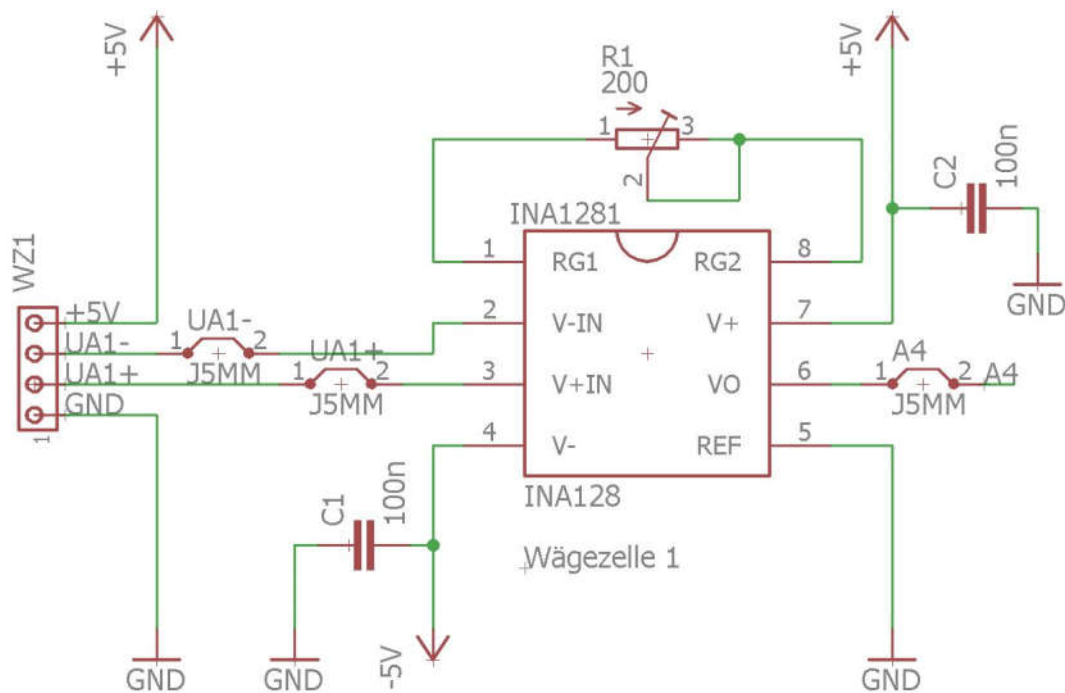 +5V
+5V
R1
200
1
3
2
C2
100n
INA1281
WZ1
1
RG1
RG2
8
GND
+5V
UA1-
2
V-IN
V+
7
UA1-
1
2
J5MM
UA1+
UA1+
1
2
J5MM
3
V+IN
VO
6
A4
1
2
A4
J5MM
GND
1
4
V-
REF
5
INA128
C1
100n
Wägezelle 1
-5V
GND
GND
GND